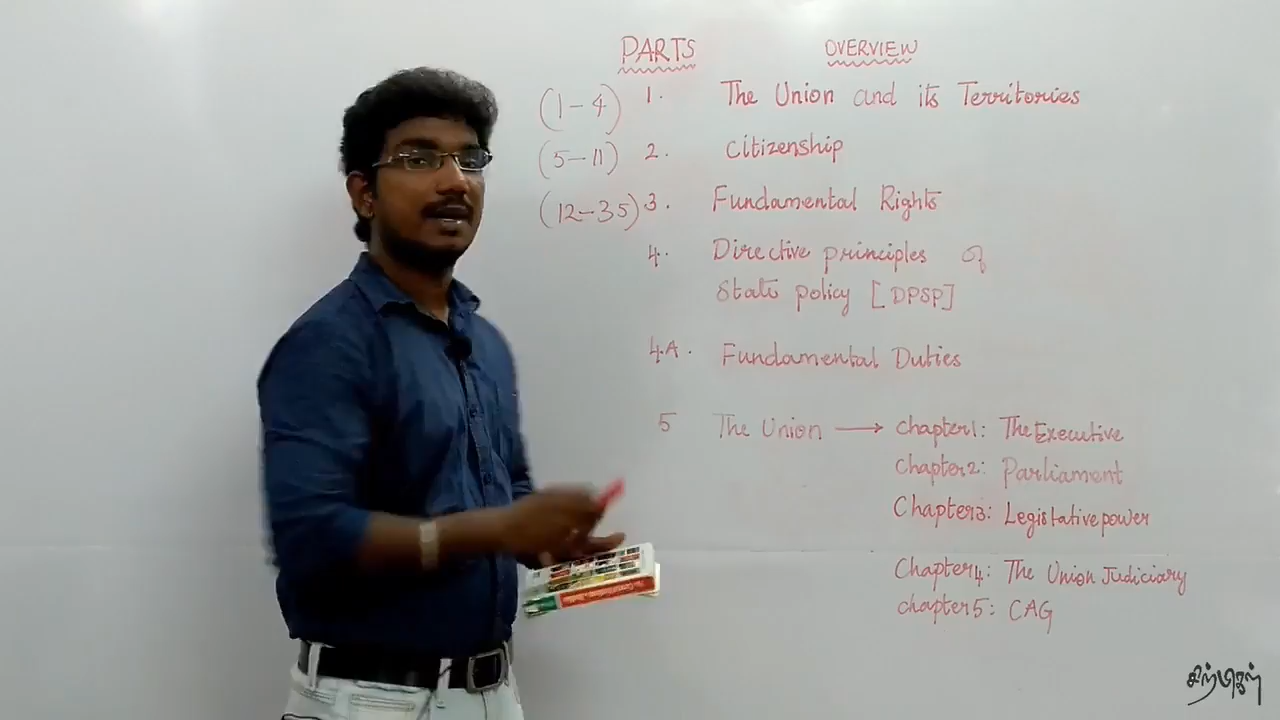 PARTS OVERVIEW
(1-4) 1. The Union and its Territories
(5-11) 2. Citizenship
(12-35) 3. Fundamental Rights
4. Directive principles of
State policy [DPSP]
4.A. Fundamental Duties
5 The Union → Chapter1: The Executive
Chapter2: Parliament
Chapter3: Legislative power
Chapter4: The Union Judiciary
Chapter5: CAG
சிற்பிகள்